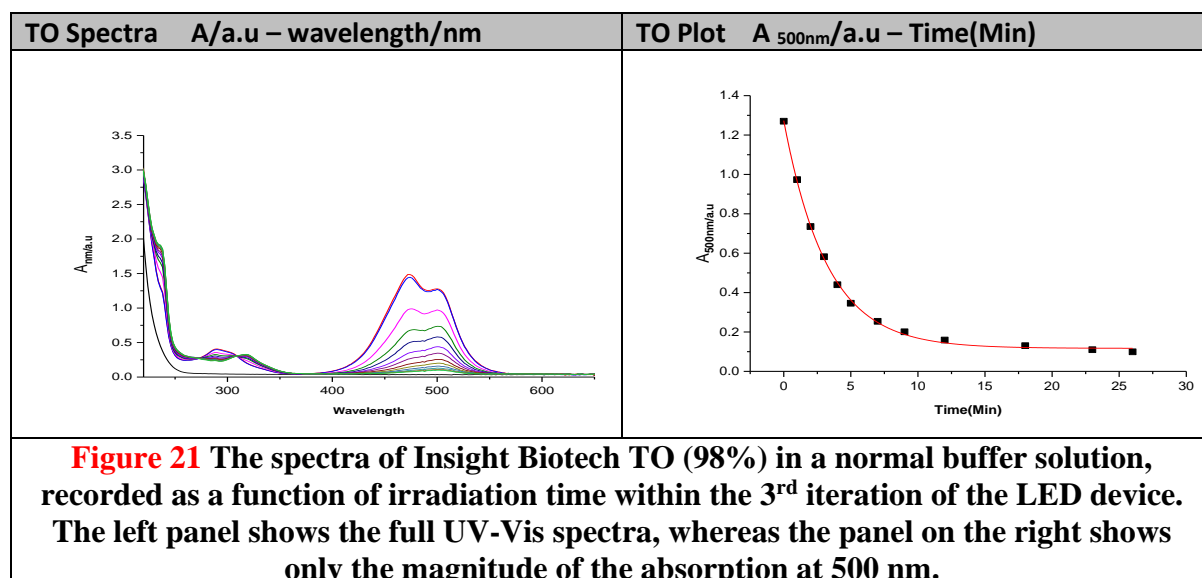 TO Spectra A/a.u – wavelength/nm
TO Plot A 500nm/a.u – Time(Min)
3.5
3.0
2.5
2.0
1.5
1.0
0.5
0.0
Anm/a.u
300
400
500
600
Wavelength
1.4
1.2
1.0
0.8
0.6
0.4
0.2
0.0
A500nm/a.u
0
5
10
15
20
25
30
Time(Min)
Figure 21 The spectra of Insight Biotech TO (98%) in a normal buffer solution,
recorded as a function of irradiation time within the 3rd iteration of the LED device.
The left panel shows the full UV-Vis spectra, whereas the panel on the right shows
only the magnitude of the absorption at 500 nm.